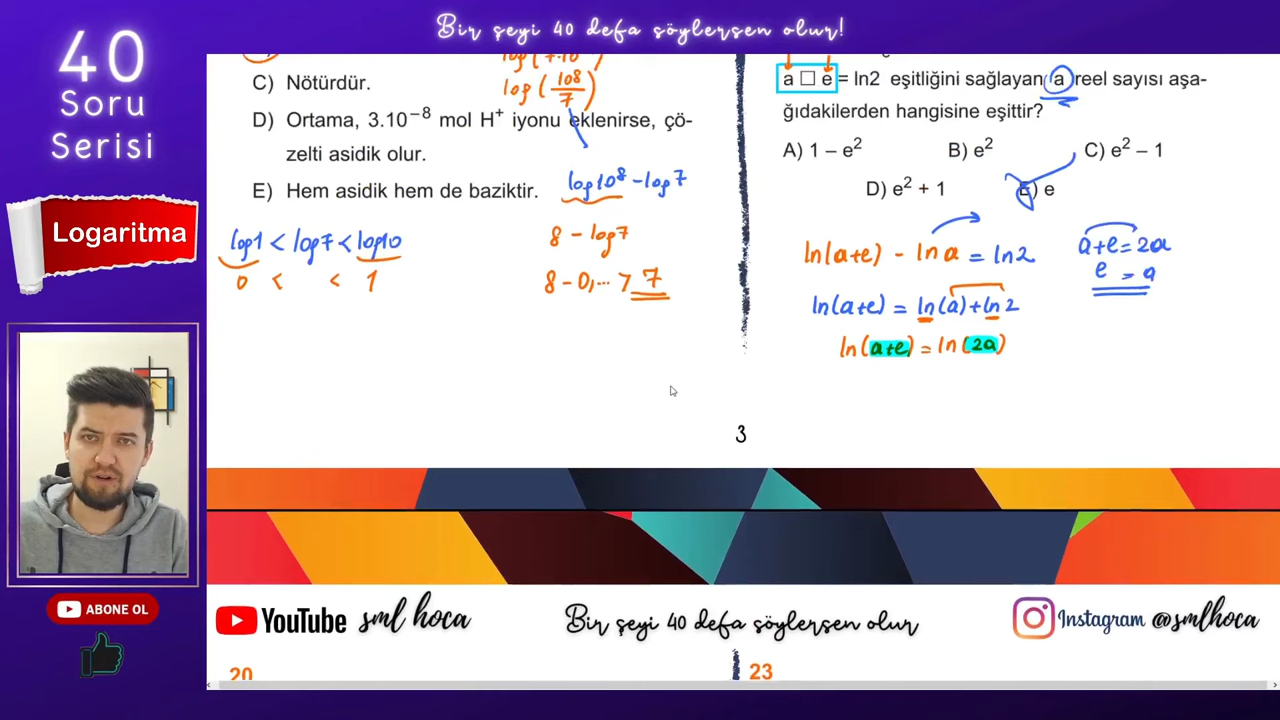 Bir şeyi 40 defa söylersen olur!
40
Soru
Serisi
Logaritma
ABONE OL
log(7.10
C) Nötürdür.
log(10⁸/7)
D) Ortama, 3.10⁻⁸ mol H⁺ iyonu eklenirse, çö-
zelti asidik olur.
log10⁸ - log7
E) Hem asidik hem de baziktir.
log1 < log7 < log10
0 < < 1
8 - log7
8 - 0,... > 7
a □ e = ln2 eşitliğini sağlayan a reel sayısı aşa-
ğıdakilerden hangisine eşittir?
A) 1 – e² B) e² C) e² – 1
D) e² + 1 E) e
ln(a+e) - lna = ln2
a+e = 2a
e = a
ln(a+e) = ln(a)+ln2
ln(a+e) = ln(2a)
3
YouTube sml hoca
Bir şeyi 40 defa söylersen olur
Instagram @smlhoca
20
23